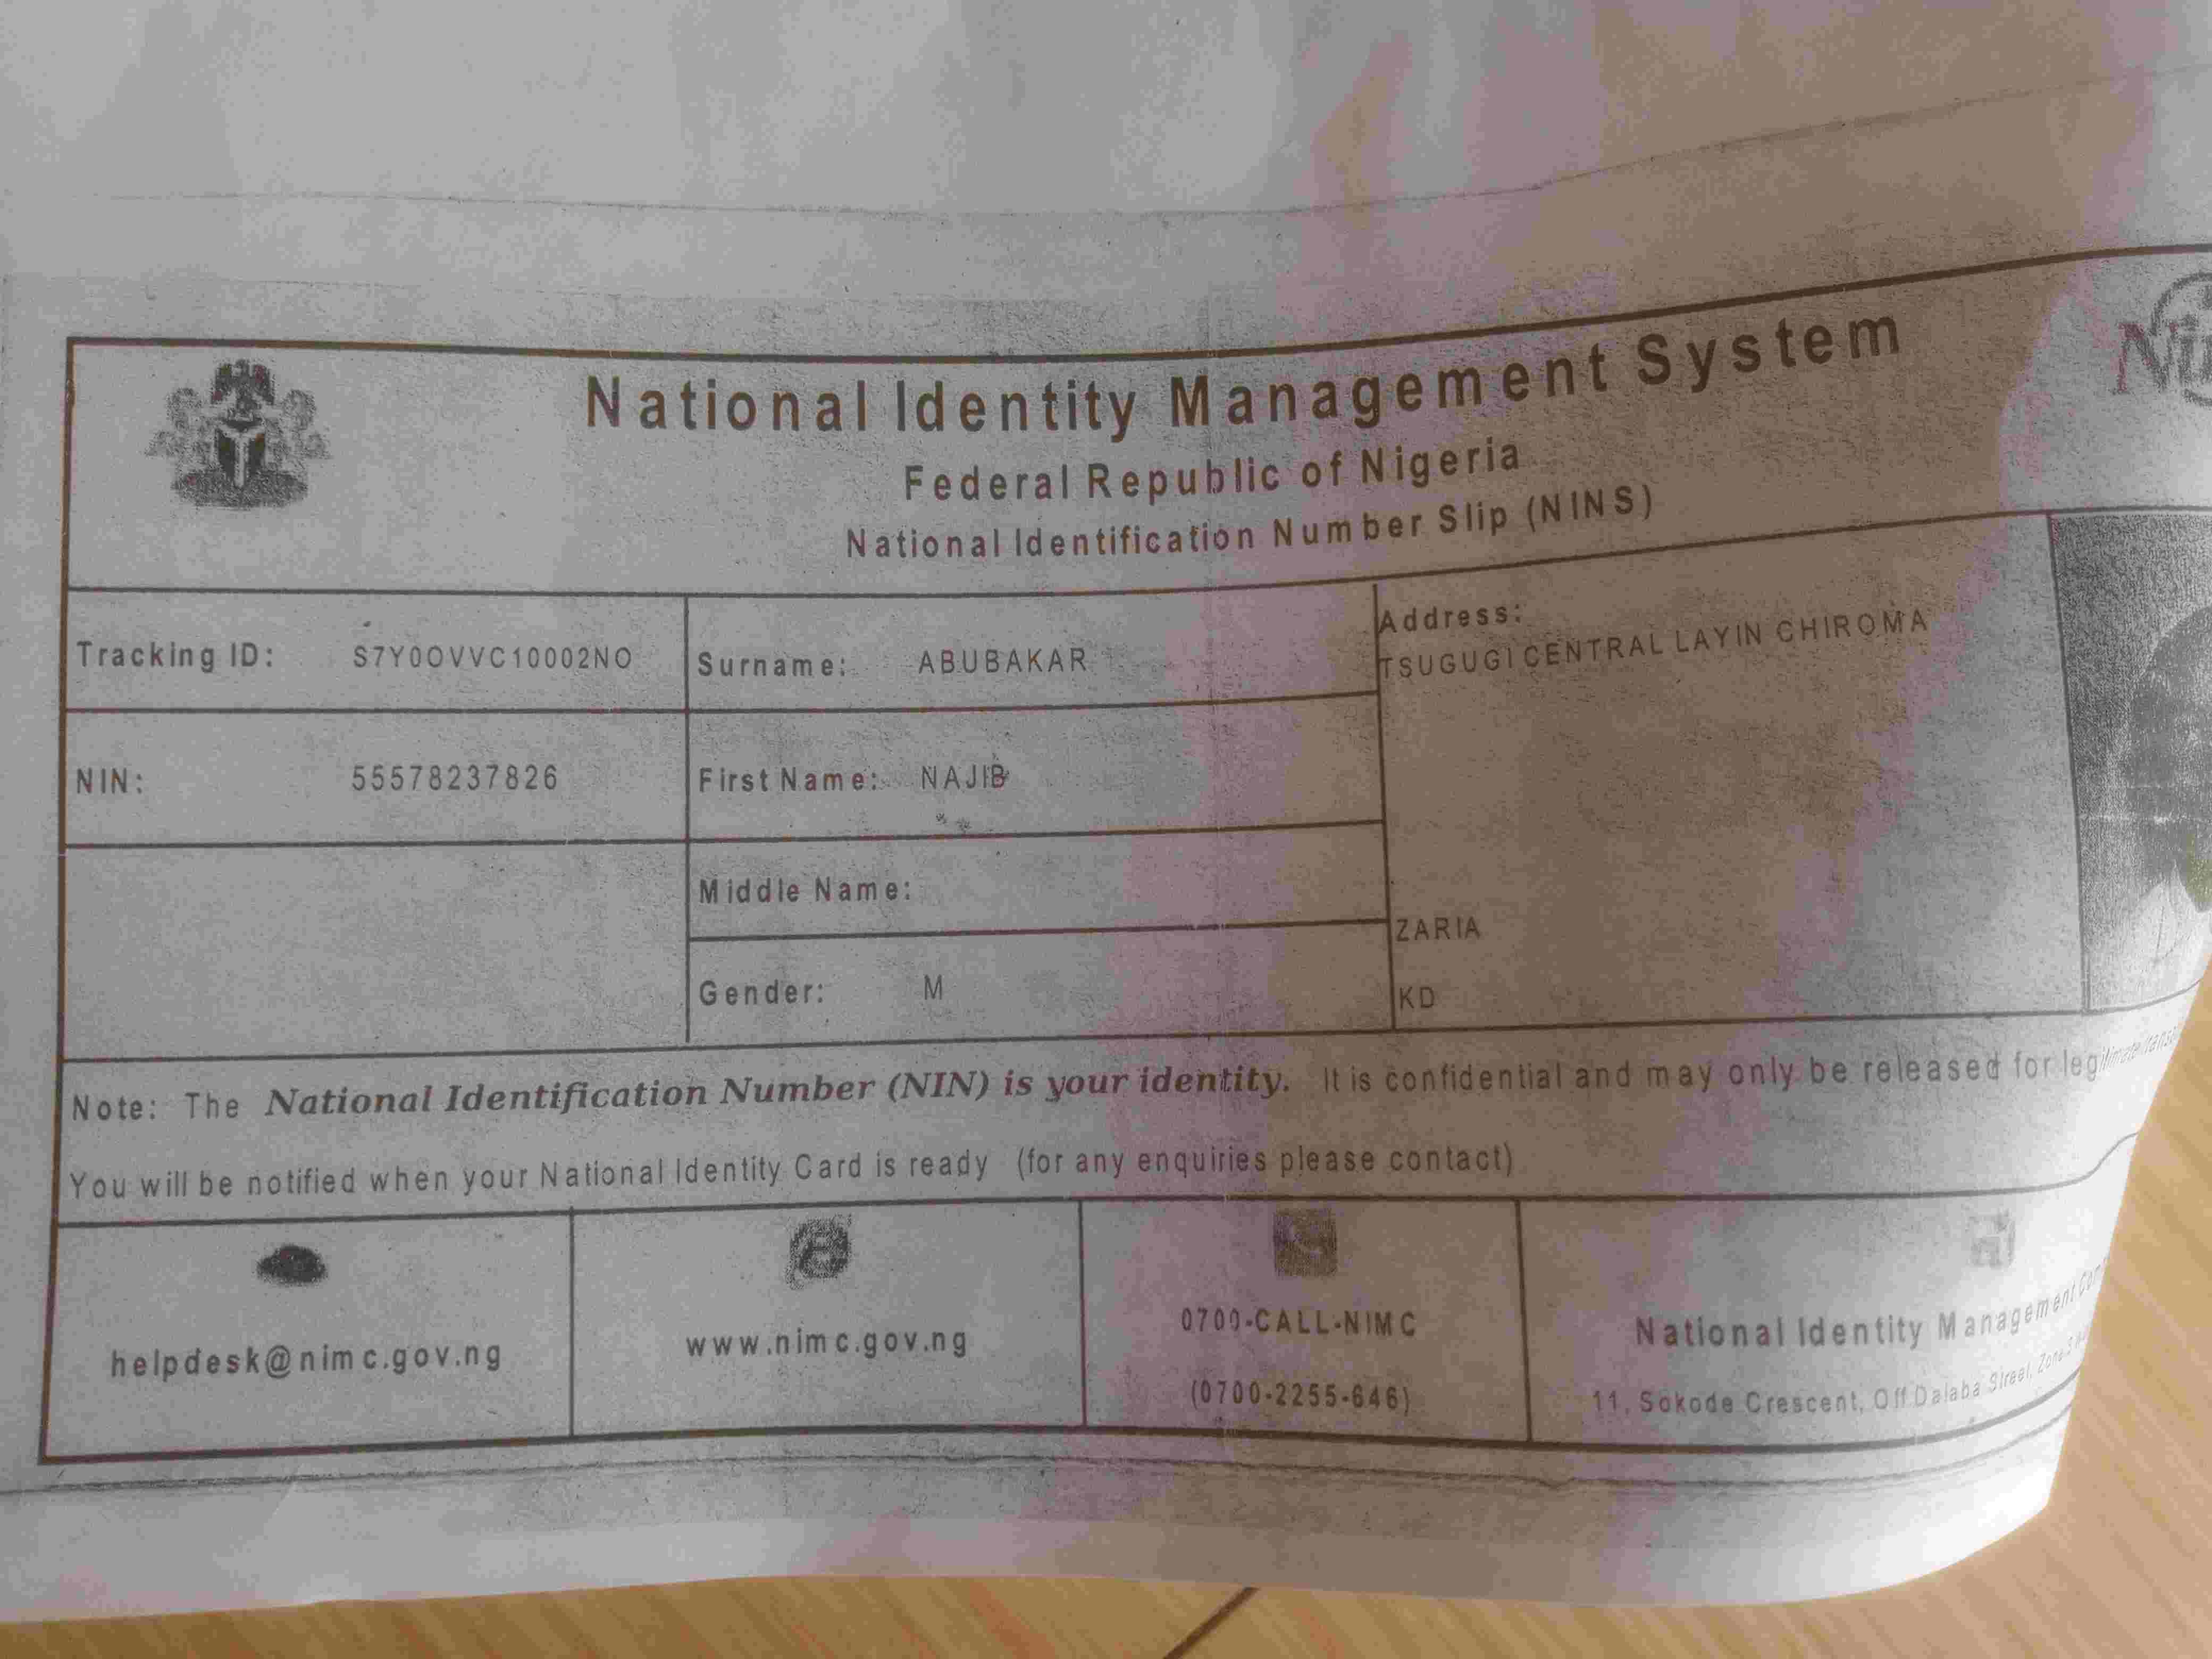 National Identity Management System
Federal Republic of Nigeria
National Identification Number Slip (NINS)
Tracking ID: S7Y0OVVC10002NO
Surname: ABUBAKAR
Address:
TSUGUGI CENTRAL LAYIN CHIROMA
NIN: 55578237826
First Name: NAJIB
Middle Name:
ZARIA
Gender: M
KD
Note: The National Identification Number (NIN) is your identity. It is confidential and may only be released for legitimate
You will be notified when your National Identity Card is ready (for any enquiries please contact)
helpdesk@nimc.gov.ng
www.nimc.gov.ng
0700-CALL-NIMC
(0700-2255-646)
National Identity Management
11, Sokode Crescent, Off Dalaba Street, Zone